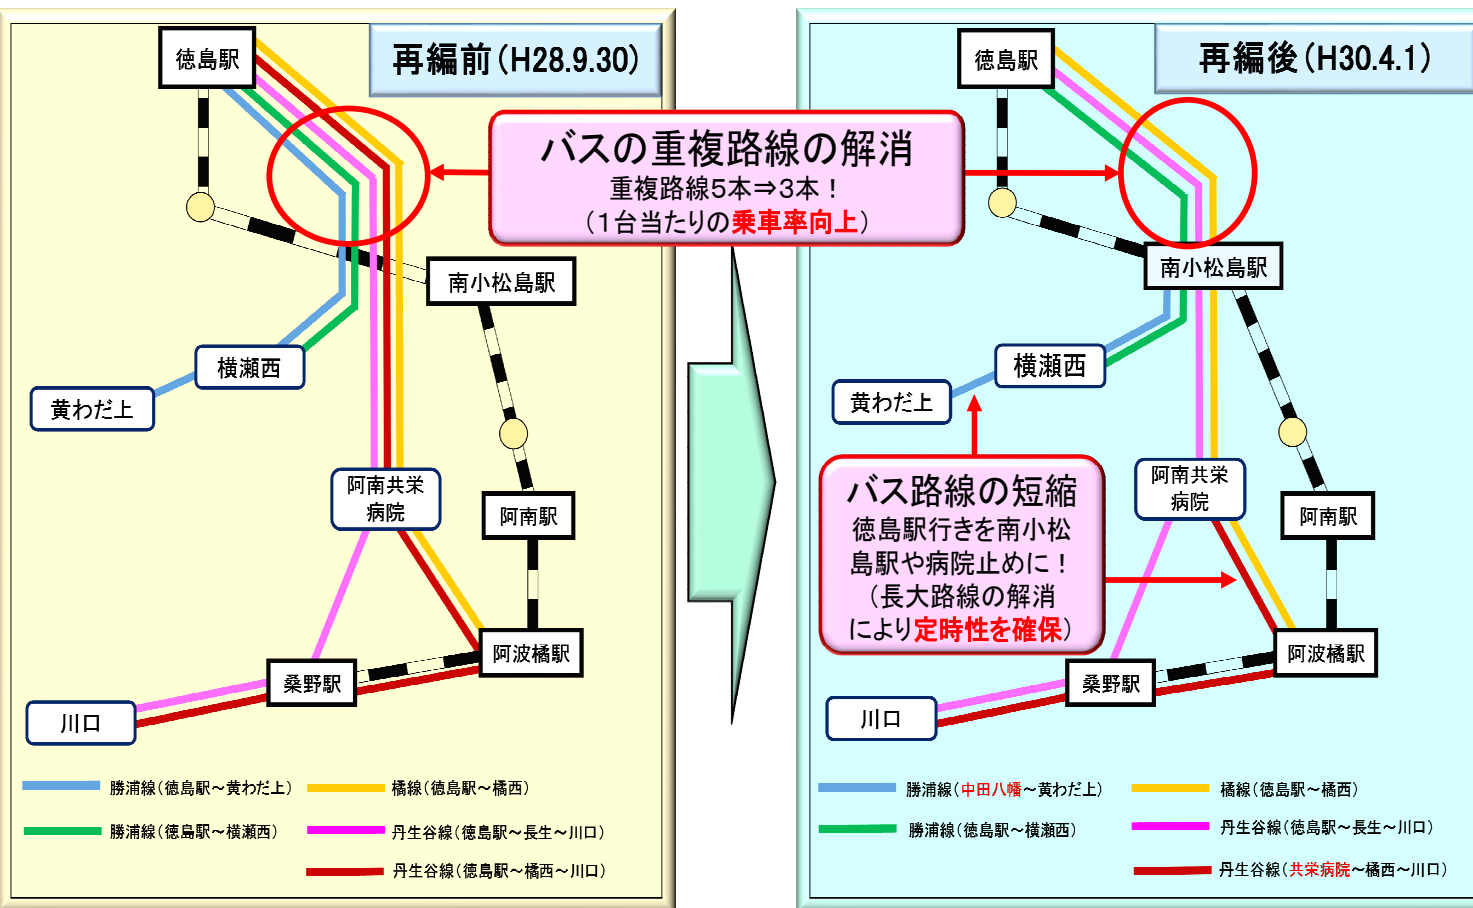 再編前(H28.9.30)
徳島駅
南小松島駅
横瀬西
黄わだ上
阿南共栄
病院
阿南駅
阿波橘駅
桑野駅
川口
勝浦線(徳島駅~黄わだ上)
橘線(徳島駅~橘西)
勝浦線(徳島駅~横瀬西)
丹生谷線(徳島駅~長生~川口)
丹生谷線(徳島駅~橘西~川口)
バスの重複路線の解消
重複路線5本⇒3本!
(1台当たりの乗車率向上)
再編後(H30.4.1)
徳島駅
南小松島駅
横瀬西
黄わだ上
バス路線の短縮
徳島駅行きを南小松
島駅や病院止めに!
(長大路線の解消
により定時性を確保)
阿南共栄
病院
阿南駅
阿波橘駅
桑野駅
川口
勝浦線(中田八幡~黄わだ上)
橘線(徳島駅~橘西)
勝浦線(徳島駅~横瀬西)
丹生谷線(徳島駅~長生~川口)
丹生谷線(共栄病院~橘西~川口)